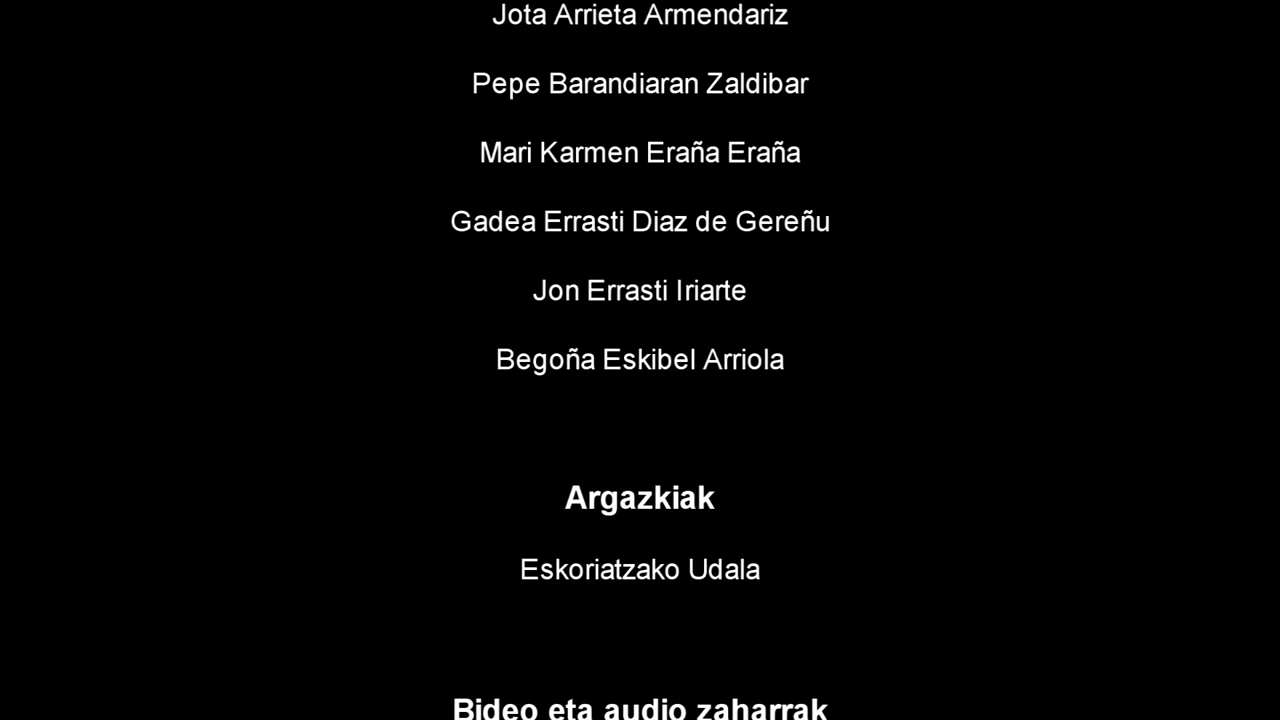 Jota Arrieta Armendariz
Pepe Barandiaran Zaldibar
Mari Karmen Eraña Eraña
Gadea Errasti Diaz de Gereñu
Jon Errasti Iriarte
Begoña Eskibel Arriola
Argazkiak
Eskoriatzako Udala
Bideo eta audio zaharrak